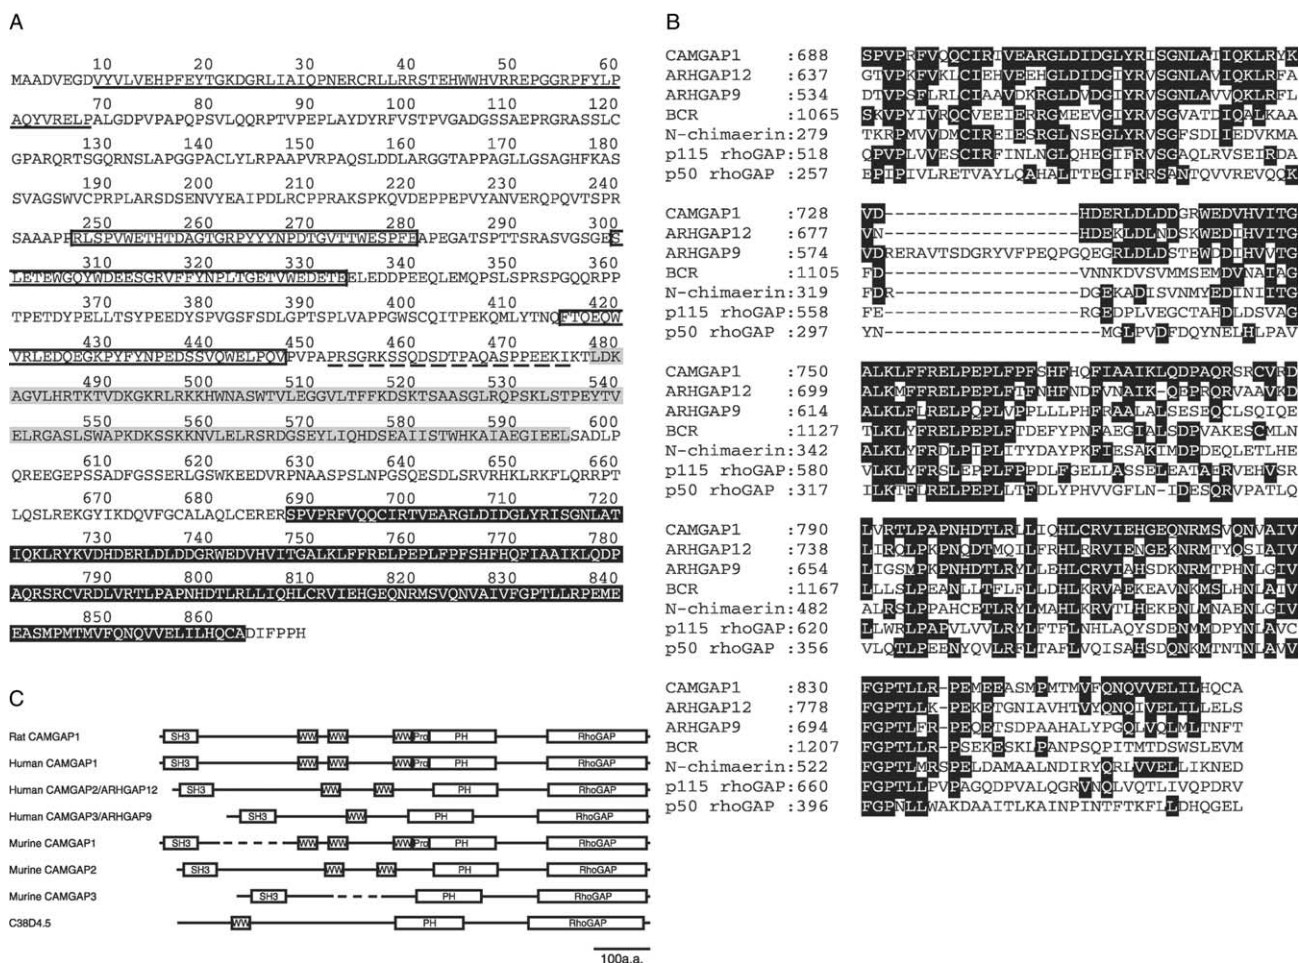 A
10 20 30 40 50 60
MAADVEGDVYVLVEHPFEYTGKDGRLIAIQPNERCRLLRRSTEHWWHVRREPGGRPFYLP
70 80 90 100 110 120
AQYVRELPALGDPVPAPQPSVLQQRPTVPEPLAYDYRFVSTPVGADGSSAEPRGRASSLC
130 140 150 160 170 180
GPARQRTSGQRNSLAPGGPACLYLRPAAPVRPAQSLDDLARGGTAPPAGLLGSAGHFKAS
190 200 210 220 230 240
SVAGSWVCPRPLARSDSENVYEAIPDLRCPPRAKSPKQVDEPPEPVYANVERQPQVTSPR
250 260 270 280 290 300
SAAAPPRLSPVWETHTDAGTGRPYYYNPDTGVTTWESPFEAPEGATSPTTSRASVGSGES
310 320 330 340 350 360
LETEWGQYWDEESGRVFFYNPLTGETVWEDETEELEDDPEEQLEMQPSLSPRSPGQQRPP
370 380 390 400 410 420
TPETDYPELLTSYPEEDYSPVGSFSDLGPTSPLVAPPGWSCQITPEKQMLYTNQFTQEQW
430 440 450 460 470 480
VRLEDQEGKPYFYNPEDSSVQWELPQVPVPAPRSGRKSSQDSDTPAQASPPEEKIKTLDK
490 500 510 520 530 540
AGVLHRTKTVDKGKRLRKKHWNASWTVLEGGVLTFFKDSKTSAASGLRQPSKLSTPEYTV
550 560 570 580 590 600
ELRGASLSWAPKDKSSKKNVLELRSRDGSEYLIQHDSEAIISTWHKAIAEGIEELSADLP
610 620 630 640 650 660
QREEGEPSSADFGSSERLGSWKEEDVRPNAASPSLNPGSQESDLSRVRHKLRKFLQRRPT
670 680 690 700 710 720
LQSLREKGYIKDQVFGCALAQLCERERSPVPRFVQQCIRTVEARGLDIDGLYRISGNLAT
730 740 750 760 770 780
IQKLRYKVDHDERLDLDDGRWEDVHVITGALKLFFRELPEPLFPFSHFHQFIAAIKLQDP
790 800 810 820 830 840
AQRSRCVRDLVRTLPAPNHDTLRLLIQHLCRVIEHGEQNRMSVQNVAIVFGPTLLRPEME
850 860
EASMPMTMVFQNQVVELILHQCADIFPPH
B
CAMGAP1 :688 SPVPRFVQQCIRTVEARGLDIDGLYRISGNLATIQKLRYK
ARHGAP12 :637 GTVPKFVKLCIEHVEEHGLDIDGIYRVSGNLAVIQKLRFA
ARHGAP9 :534 DTVPSFLRLCIAAVDKRGLDVDGIYRVSGNLAVVQKLRFL
BCR :1065 SKVPYIVRQCVEEIERRGMEEVGIYRVSGVATDIQALKAA
N-chimaerin:279 TKRPMVVDMCIREIESRGLNSEGLYRVSGFSDLIEDVKMA
p115 rhoGAP:518 QPVPLVVESCIRFINLNGLQHEGIFRVSGAQLRVSEIRDA
p50 rhoGAP :257 EPIPIVLRETVAYLQAHALTTEGIFRRSANTQVVREVQQK
CAMGAP1 :728 VD----------------HDERLDLDDGRWEDVHVITG
ARHGAP12 :677 VN----------------HDEKLDLNDSKWEDIHVITG
ARHGAP9 :574 VDRERAVTSDGRYVFPEQPGQEGRLDLDSTEWDDIHVVTG
BCR :1105 FD----------------VNNKDVSVMMSEMDVNAIAG
N-chimaerin:319 FDR---------------DGEKADISVNMYEDINIITG
p115 rhoGAP:558 FE----------------RGEDPLVEGCTAHDLDSVAG
p50 rhoGAP :297 YN------------------MGLPVDFDQYNELHLPAV
CAMGAP1 :750 ALKLFFRELPEPLFPFSHFHQFIAAIKLQDPAQRSRCVRD
ARHGAP12 :699 ALKMFFRELPEPLFTFNHFNDFVNAIK-QEPRQRVAAVKD
ARHGAP9 :614 ALKLFLRELPQPLVPPLLLPHFRAALALSESEQCLSQIQE
BCR :1127 TLKLYFRELPEPLFTDEFYPNFAEGIALSDPVAKESCMLN
N-chimaerin:342 ALKLYFRDLPIPLITYDAYPKFIESAKIMDPDEQLETLHE
p115 rhoGAP:580 VLKLYFRSLEPPLFPPDLFGELLASSELEATAERVEHVSR
p50 rhoGAP :317 ILKTFLRELPEPLLTFDLYPHVVGFLN-IDESQRVPATLQ
CAMGAP1 :790 LVRTLPAPNHDTLRLLIQHLCRVIEHGEQNRMSVQNVAIV
ARHGAP12 :738 LIRQLPKPNQDTMQILFRHLRRVIENGEKNRMTYQSIAIV
ARHGAP9 :654 LIGSMPKPNHDTLRYLLEHLCRVIAHSDKNRMTPHNLGIV
BCR :1167 LLLSLPEANLLTFLFLLDHLKRVAEKEAVNKMSLHNLATV
N-chimaerin:482 ALRSLPPAHCETLRYLMAHLKRVTLHEKENLMNAENLGIV
p115 rhoGAP:620 LLWRLPAPVLVVLRYLFTFLNHLAQYSDENMMDPYNLAVC
p50 rhoGAP :356 VLQTLPEENYQVLRFLTAFLVQISAHSDQNKMTNTNLAVV
CAMGAP1 :830 FGPTLLR-PEMEEASMPMTMVFQNQVVELILHQCA
ARHGAP12 :778 FGPTLLK-PEKETGNIAVHTVYQNQIVELILLELS
ARHGAP9 :694 FGPTLFR-PEQETSDPAAHALYPGQLVQLMLTNFT
BCR :1207 FGPTLLR-PSEKESKLPANPSQPITMTDSWSLEVM
N-chimaerin:522 FGPTLMRSPELDAMAALNDIRYQRLVVELLIKNED
p115 rhoGAP:660 FGPTLLPVPAGQDPVALQGRVNQLVQTLIVQPDRV
p50 rhoGAP :396 FGPNLLWAKDAAITLKAINPINTFTKFLLDHQGEL
C
Rat CAMGAP1 SH3 WW WW WW Pro PH RhoGAP
Human CAMGAP1 SH3 WW WW WW Pro PH RhoGAP
Human CAMGAP2/ARHGAP12 SH3 WW WW PH RhoGAP
Human CAMGAP3/ARHGAP9 SH3 WW PH RhoGAP
Murine CAMGAP1 SH3 WW WW WW Pro PH RhoGAP
Murine CAMGAP2 SH3 WW WW PH RhoGAP
Murine CAMGAP3 SH3 PH RhoGAP
C38D4.5 WW PH RhoGAP
100a.a.